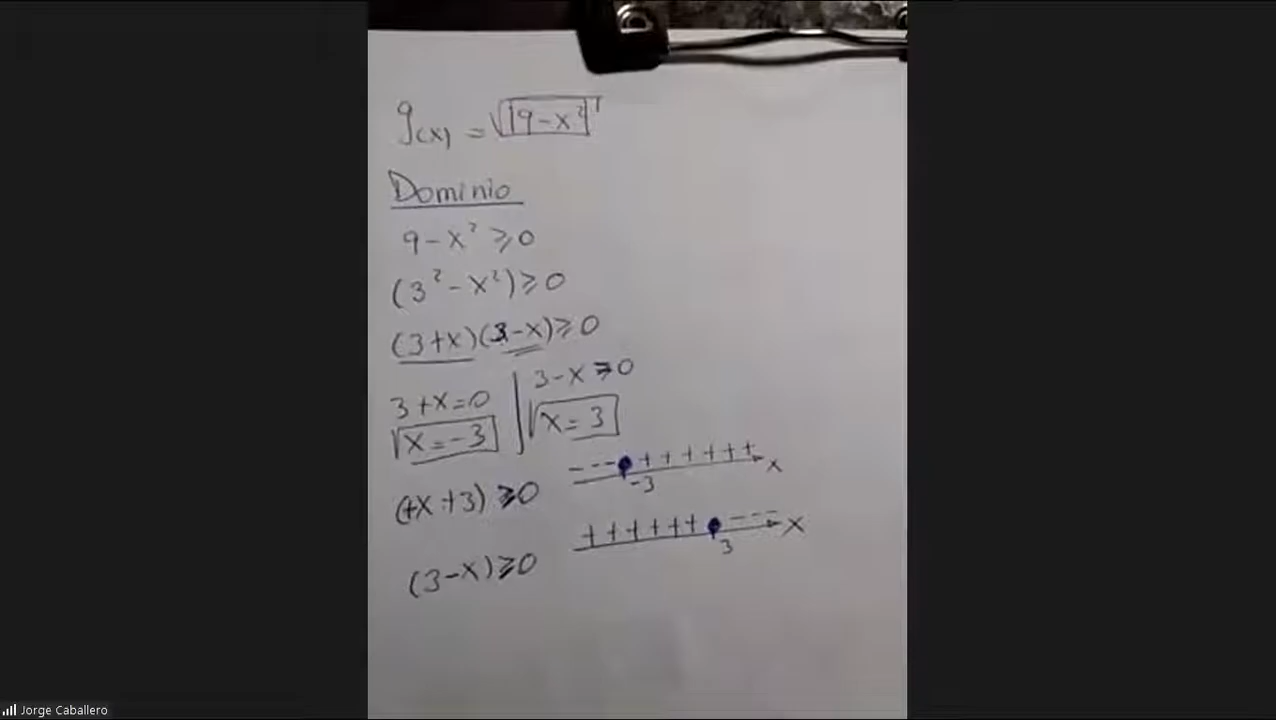 g(x) = √|9-x²|
Dominio
9-x² ≥0
(3²-x²)≥0
(3+x)(3-x)≥0
3+x=0 | 3-x≥0
x=-3 | x=3
(+x+3)≥0 ---+++++++ x
-3
(3-x)≥0 ++++++--- x
3
Jorge Caballero